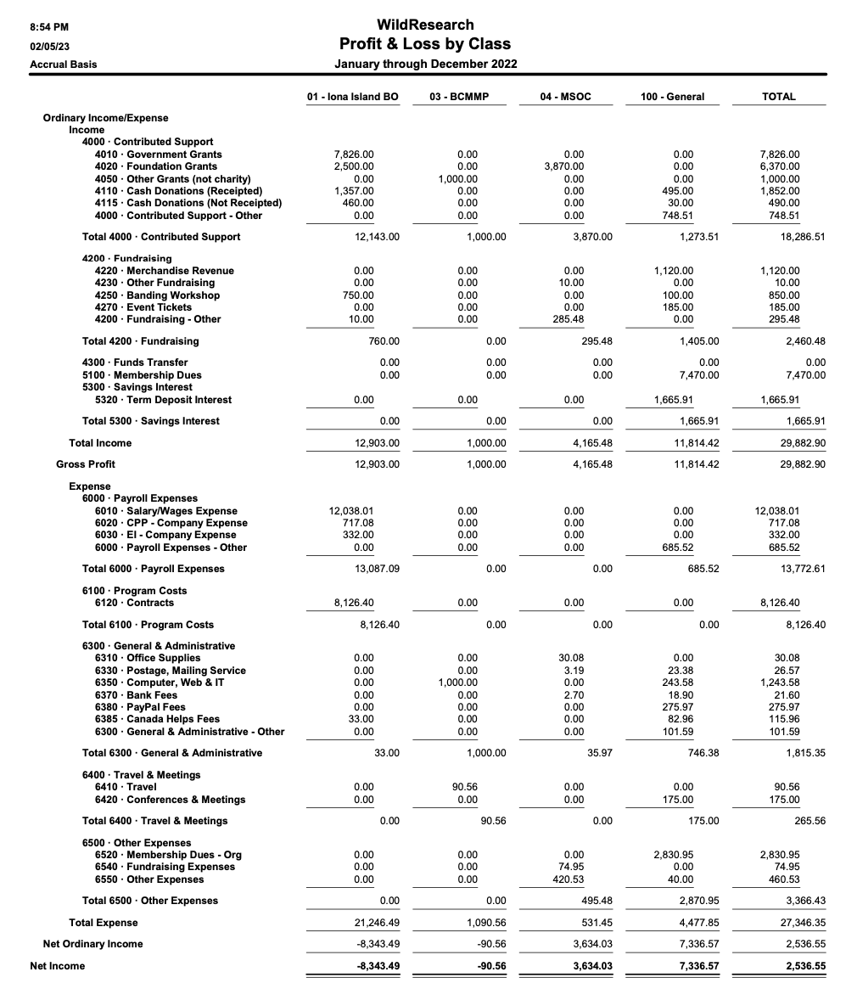 8:54 PM
WildResearch
02/05/23
Profit & Loss by Class
Accrual Basis
January through December 2022
01 - Iona Island BO 03 - BCMMP 04 - MSOC 100 - General TOTAL
Ordinary Income/Expense
Income
4000 · Contributed Support
4010 · Government Grants 7,826.00 0.00 0.00 0.00 7,826.00
4020 · Foundation Grants 2,500.00 0.00 3,870.00 0.00 6,370.00
4050 · Other Grants (not charity) 0.00 1,000.00 0.00 0.00 1,000.00
4110 · Cash Donations (Receipted) 1,357.00 0.00 0.00 495.00 1,852.00
4115 · Cash Donations (Not Receipted) 460.00 0.00 0.00 30.00 490.00
4000 · Contributed Support - Other 0.00 0.00 0.00 748.51 748.51
Total 4000 · Contributed Support 12,143.00 1,000.00 3,870.00 1,273.51 18,286.51
4200 · Fundraising
4220 · Merchandise Revenue 0.00 0.00 0.00 1,120.00 1,120.00
4230 · Other Fundraising 0.00 0.00 10.00 0.00 10.00
4250 · Banding Workshop 750.00 0.00 0.00 100.00 850.00
4270 · Event Tickets 0.00 0.00 0.00 185.00 185.00
4200 · Fundraising - Other 10.00 0.00 285.48 0.00 295.48
Total 4200 · Fundraising 760.00 0.00 295.48 1,405.00 2,460.48
4300 · Funds Transfer 0.00 0.00 0.00 0.00 0.00
5100 · Membership Dues 0.00 0.00 0.00 7,470.00 7,470.00
5300 · Savings Interest
5320 · Term Deposit Interest 0.00 0.00 0.00 1,665.91 1,665.91
Total 5300 · Savings Interest 0.00 0.00 0.00 1,665.91 1,665.91
Total Income 12,903.00 1,000.00 4,165.48 11,814.42 29,882.90
Gross Profit 12,903.00 1,000.00 4,165.48 11,814.42 29,882.90
Expense
6000 · Payroll Expenses
6010 · Salary/Wages Expense 12,038.01 0.00 0.00 0.00 12,038.01
6020 · CPP - Company Expense 717.08 0.00 0.00 0.00 717.08
6030 · EI - Company Expense 332.00 0.00 0.00 0.00 332.00
6000 · Payroll Expenses - Other 0.00 0.00 0.00 685.52 685.52
Total 6000 · Payroll Expenses 13,087.09 0.00 0.00 685.52 13,772.61
6100 · Program Costs
6120 · Contracts 8,126.40 0.00 0.00 0.00 8,126.40
Total 6100 · Program Costs 8,126.40 0.00 0.00 0.00 8,126.40
6300 · General & Administrative
6310 · Office Supplies 0.00 0.00 30.08 0.00 30.08
6330 · Postage, Mailing Service 0.00 0.00 3.19 23.38 26.57
6350 · Computer, Web & IT 0.00 1,000.00 0.00 243.58 1,243.58
6370 · Bank Fees 0.00 0.00 2.70 18.90 21.60
6380 · PayPal Fees 0.00 0.00 0.00 275.97 275.97
6385 · Canada Helps Fees 33.00 0.00 0.00 82.96 115.96
6300 · General & Administrative - Other 0.00 0.00 0.00 101.59 101.59
Total 6300 · General & Administrative 33.00 1,000.00 35.97 746.38 1,815.35
6400 · Travel & Meetings
6410 · Travel 0.00 90.56 0.00 0.00 90.56
6420 · Conferences & Meetings 0.00 0.00 0.00 175.00 175.00
Total 6400 · Travel & Meetings 0.00 90.56 0.00 175.00 265.56
6500 · Other Expenses
6520 · Membership Dues - Org 0.00 0.00 0.00 2,830.95 2,830.95
6540 · Fundraising Expenses 0.00 0.00 74.95 0.00 74.95
6550 · Other Expenses 0.00 0.00 420.53 40.00 460.53
Total 6500 · Other Expenses 0.00 0.00 495.48 2,870.95 3,366.43
Total Expense 21,246.49 1,090.56 531.45 4,477.85 27,346.35
Net Ordinary Income -8,343.49 -90.56 3,634.03 7,336.57 2,536.55
Net Income -8,343.49 -90.56 3,634.03 7,336.57 2,536.55